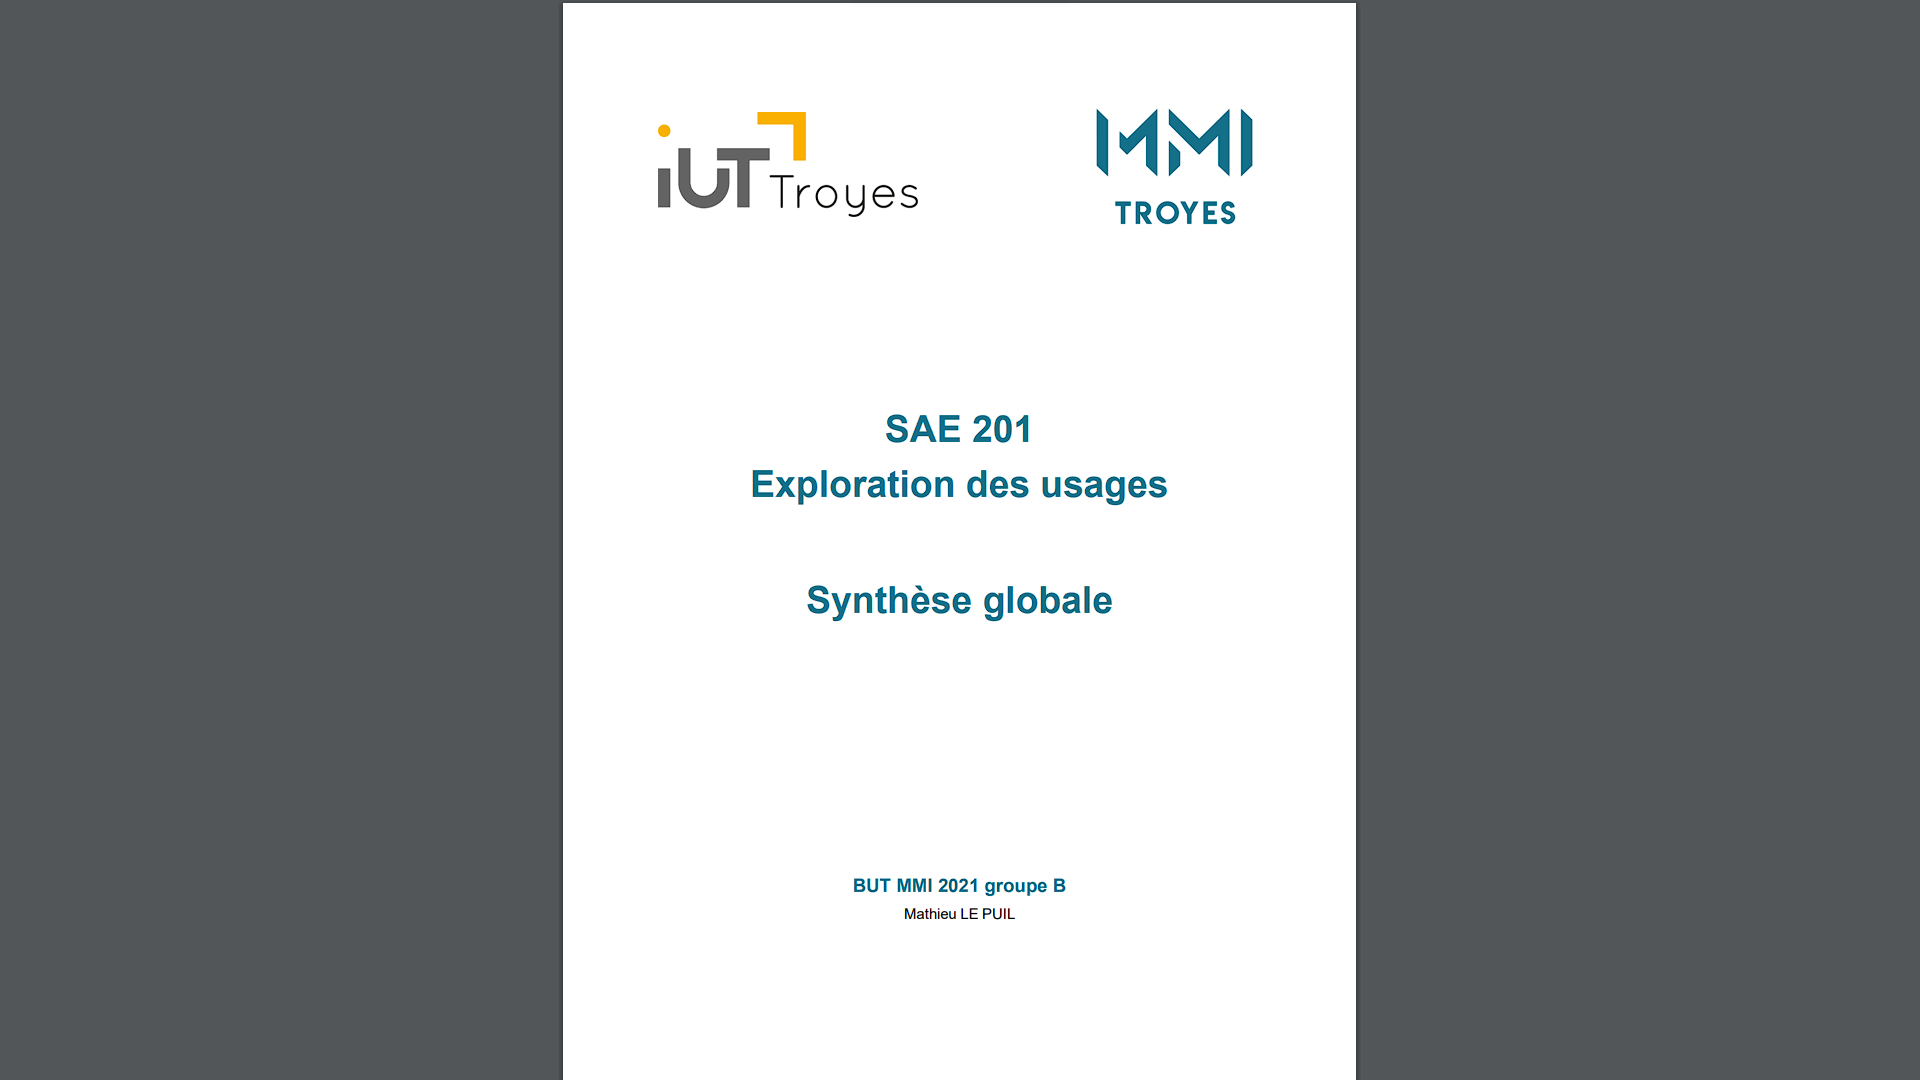 iUT Troyes
MMI
TROYES
SAE 201
Exploration des usages
Synthèse globale
BUT MMI 2021 groupe B
Mathieu LE PUIL